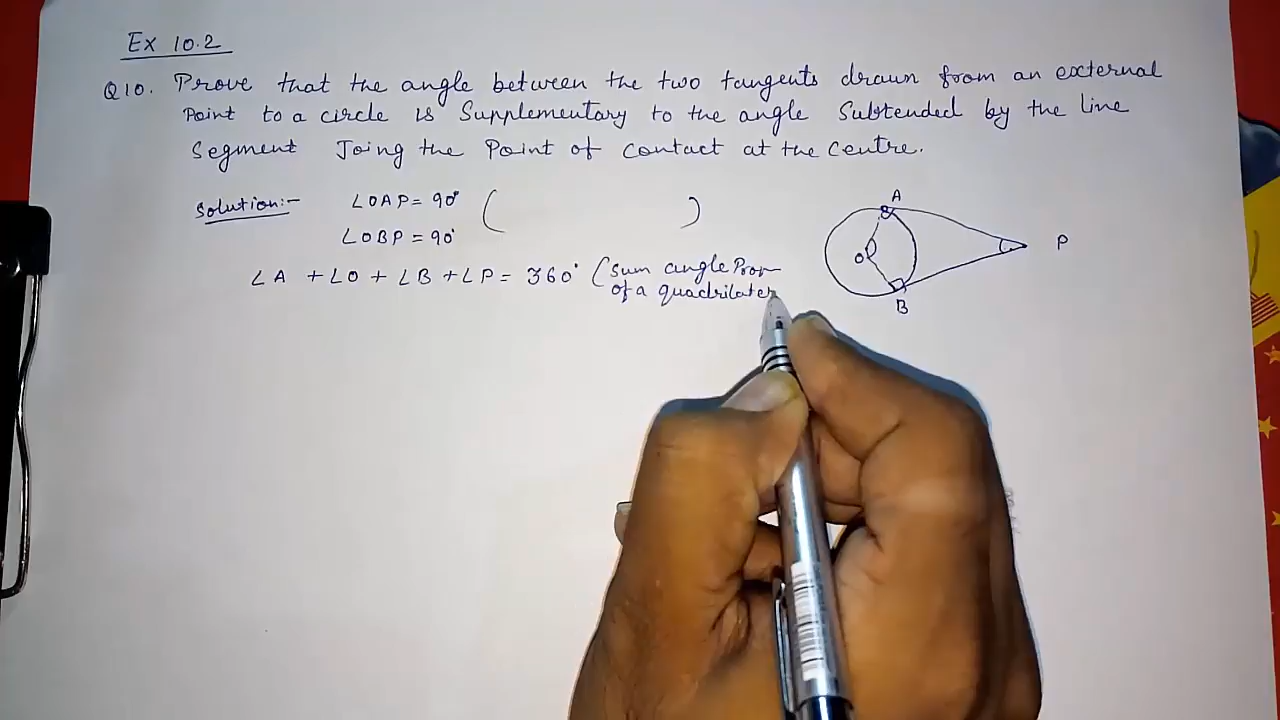 Ex 10.2
Q10. Prove that the angle between the two tangents drawn from an external
Point to a circle is Supplementary to the angle Subtended by the line
Segment Joing the Point of contact at the centre.
Solution:- ∠OAP = 90° ( )
∠OBP = 90°
∠A + ∠O + ∠B + ∠P = 360° (Sum angle Prop
of a quadrilater
A
O
P
B